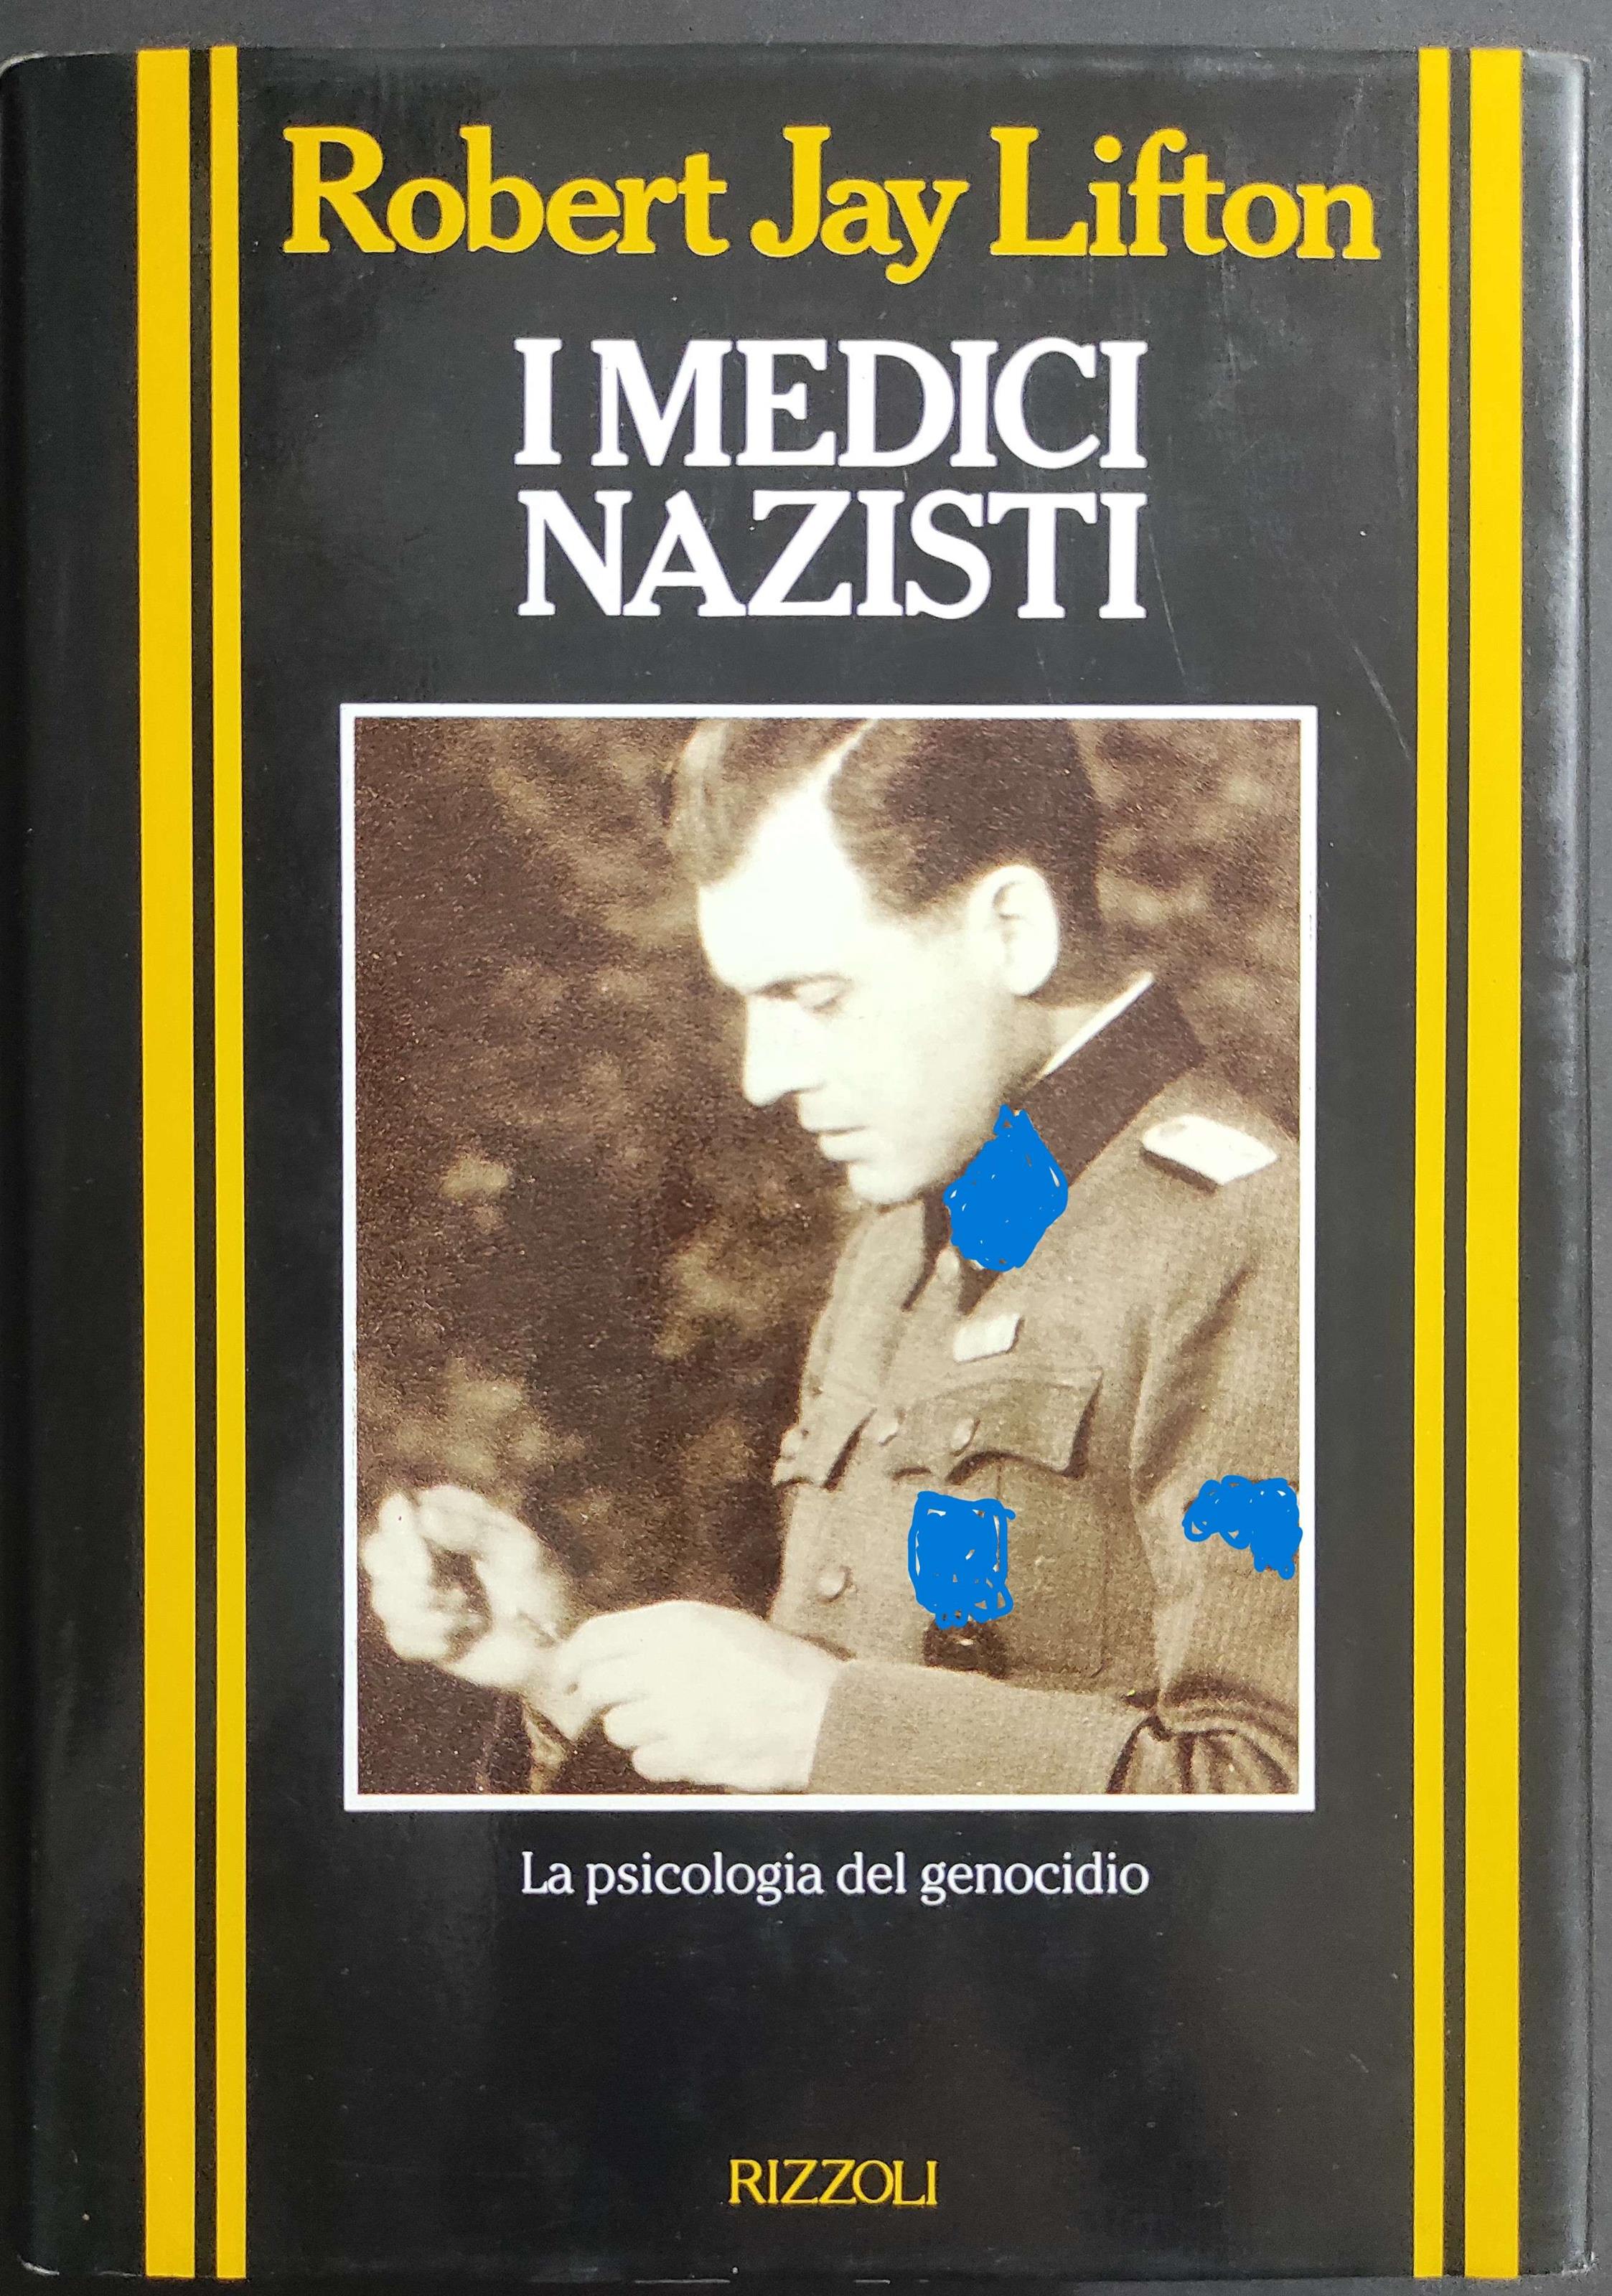 Robert Jay Lifton
I MEDICI
NAZISTI
La psicologia del genocidio
RIZZOLI